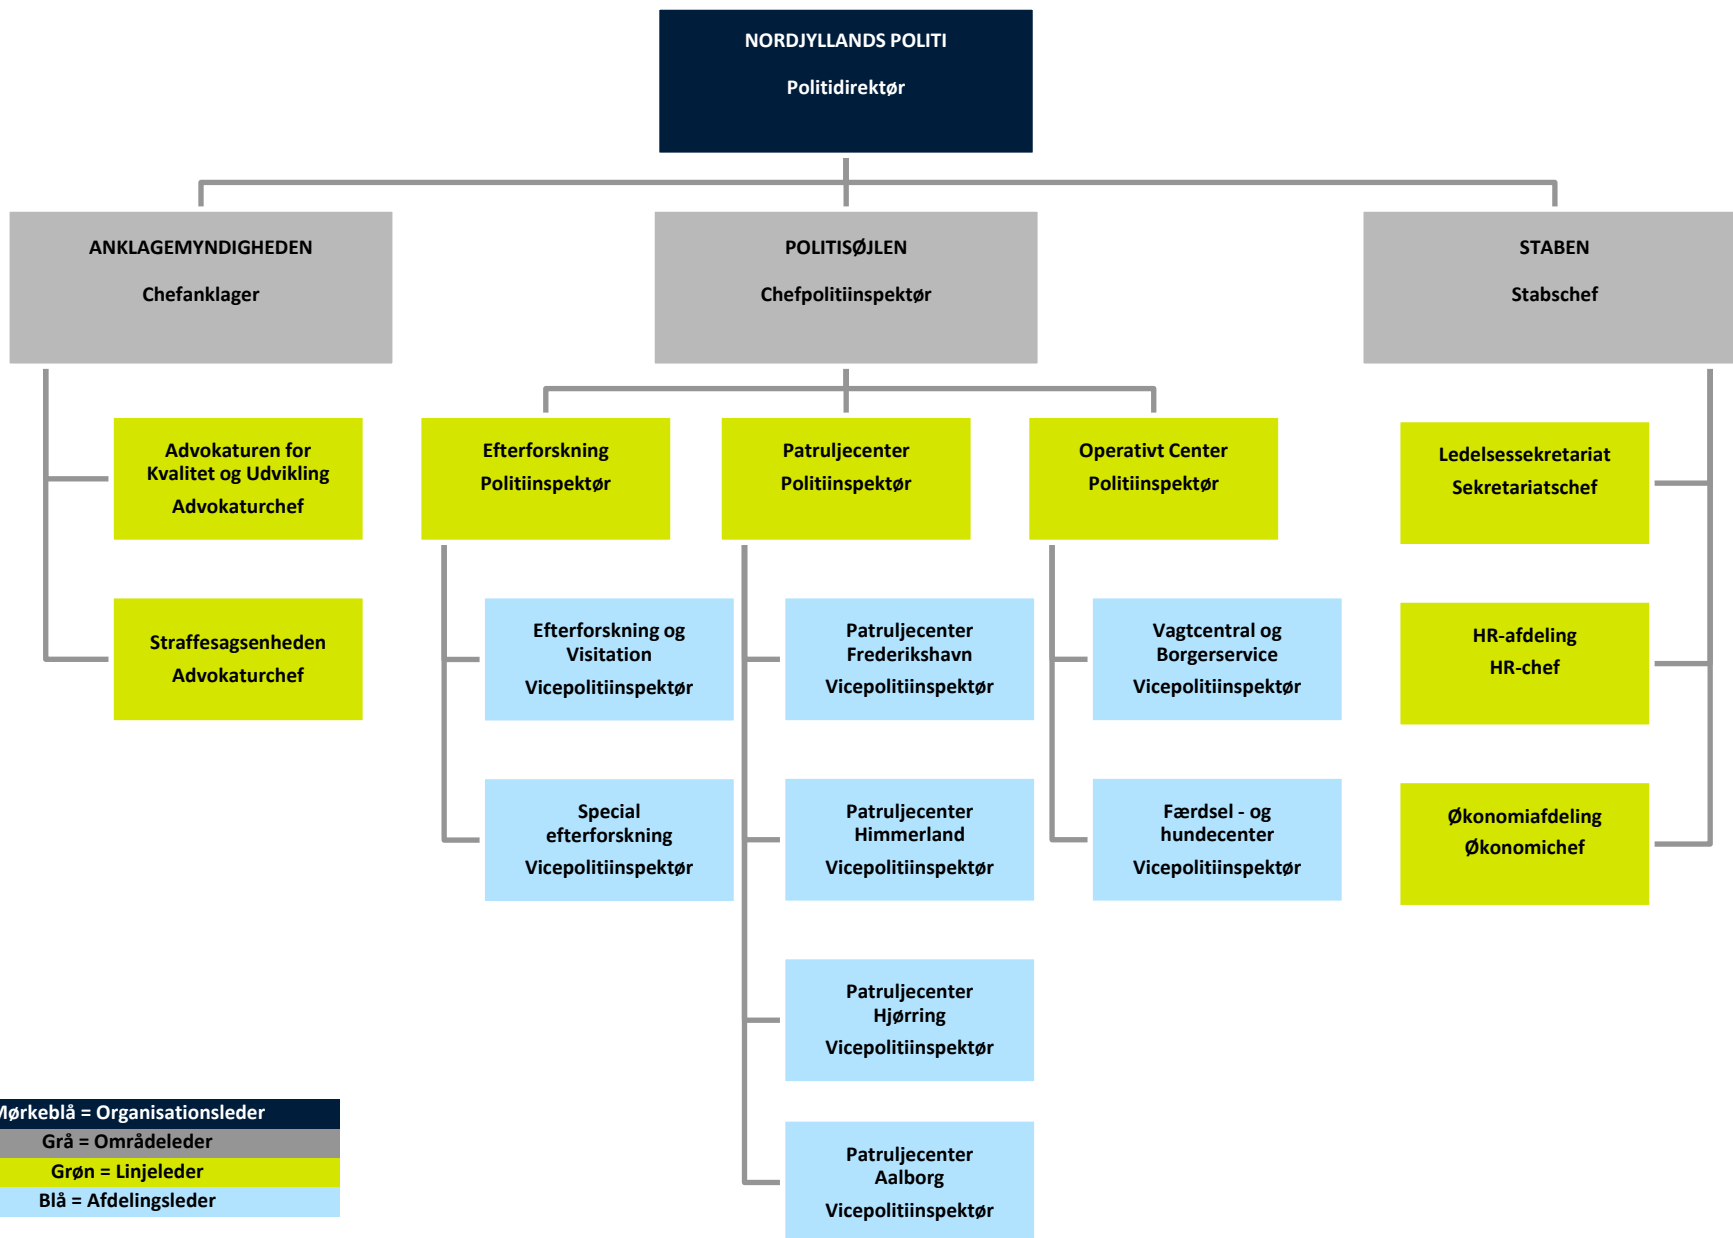 NORDJYLLANDS POLITI
Politidirektør
ANKLAGEMYNDIGHEDEN
Chefanklager
POLITISØJLEN
Chefpolitiinspektør
STABEN
Stabschef
Advokaturen for
Kvalitet og Udvikling
Advokaturchef
Straffesagsenheden
Advokaturchef
Efterforskning
Politiinspektør
Efterforskning og
Visitation
Vicepolitiinspektør
Special
efterforskning
Vicepolitiinspektør
Patruljecenter
Politiinspektør
Patruljecenter
Frederikshavn
Vicepolitiinspektør
Patruljecenter
Himmerland
Vicepolitiinspektør
Patruljecenter
Hjørring
Vicepolitiinspektør
Patruljecenter
Aalborg
Vicepolitiinspektør
Operativt Center
Politiinspektør
Vagtcentral og
Borgerservice
Vicepolitiinspektør
Færdsel - og
hundecenter
Vicepolitiinspektør
Ledelsessekretariat
Sekretariatschef
HR-afdeling
HR-chef
Økonomiafdeling
Økonomichef
Mørkeblå = Organisationsleder
Grå = Områdeleder
Grøn = Linjeleder
Blå = Afdelingsleder